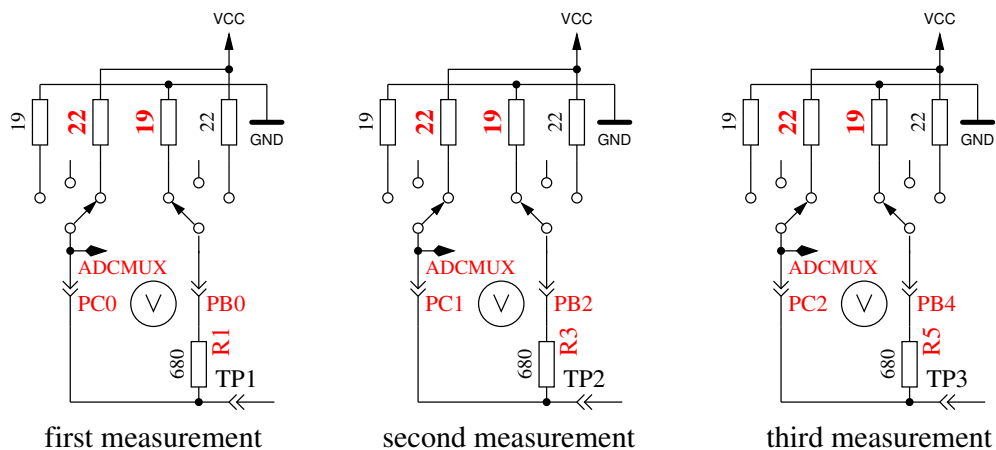 VCC
VCC
VCC
19
22
19
22
GND
19
22
19
22
GND
19
22
19
22
GND
ADCMUX
ADCMUX
ADCMUX
PC0
V
PB0
PC1
V
PB2
PC2
V
PB4
680
R1
TP1
680
R3
TP2
680
R5
TP3
first measurement
second measurement
third measurement